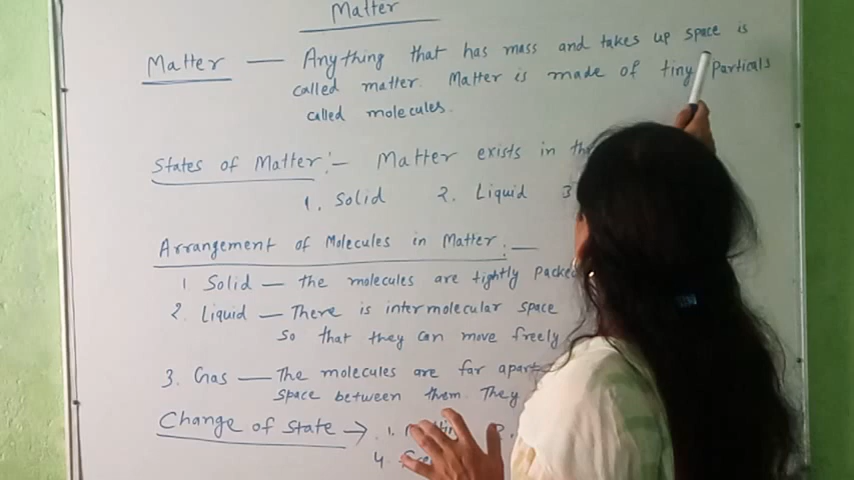 Matter
Matter — Anything that has mass and takes up space is
called matter. Matter is made of tiny particals
called molecules.
States of Matter :- Matter exists in
1. Solid 2. Liquid 3
Arrangement of Molecules in Matter :—
1 Solid — the molecules are tightly packed
2. Liquid — There is intermolecular space
So that they can move freely
3. Gas — The molecules are far apart
space between them They
Change of state → 1.
4